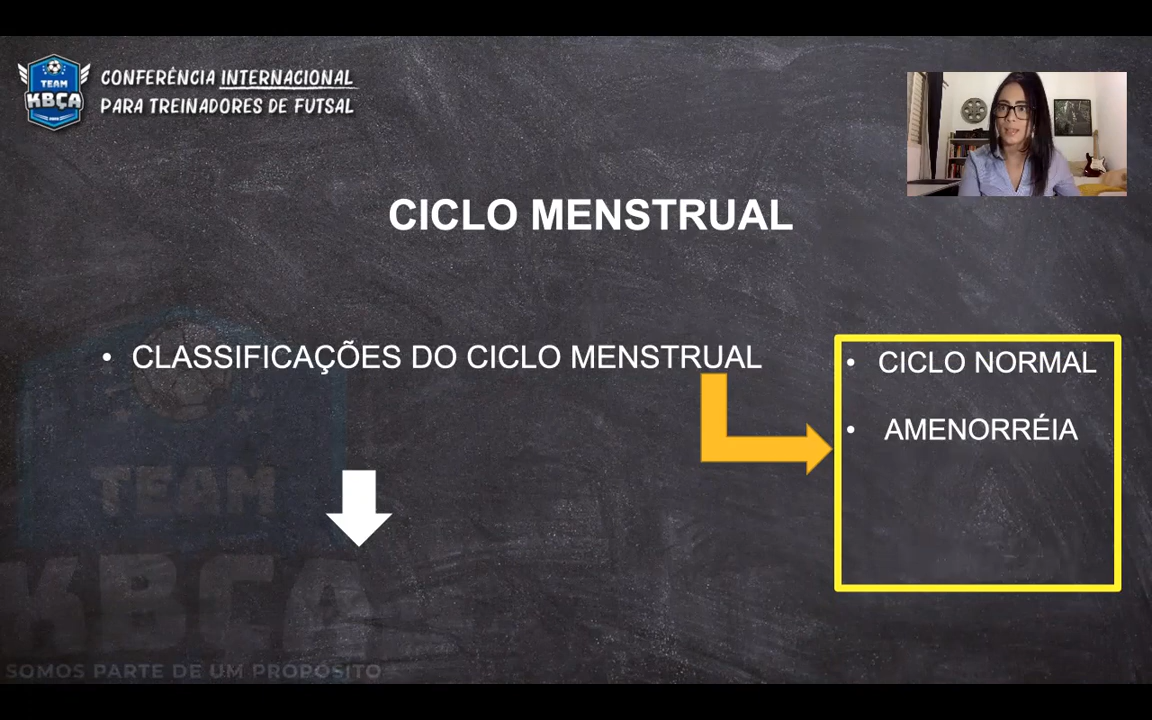 TEAM
KBÇA
CONFERÊNCIA INTERNACIONAL
PARA TREINADORES DE FUTSAL
CICLO MENSTRUAL
• CLASSIFICAÇÕES DO CICLO MENSTRUAL
• CICLO NORMAL
• AMENORRÉIA
TEAM
KBÇA
SOMOS PARTE DE UM PROPÓSITO